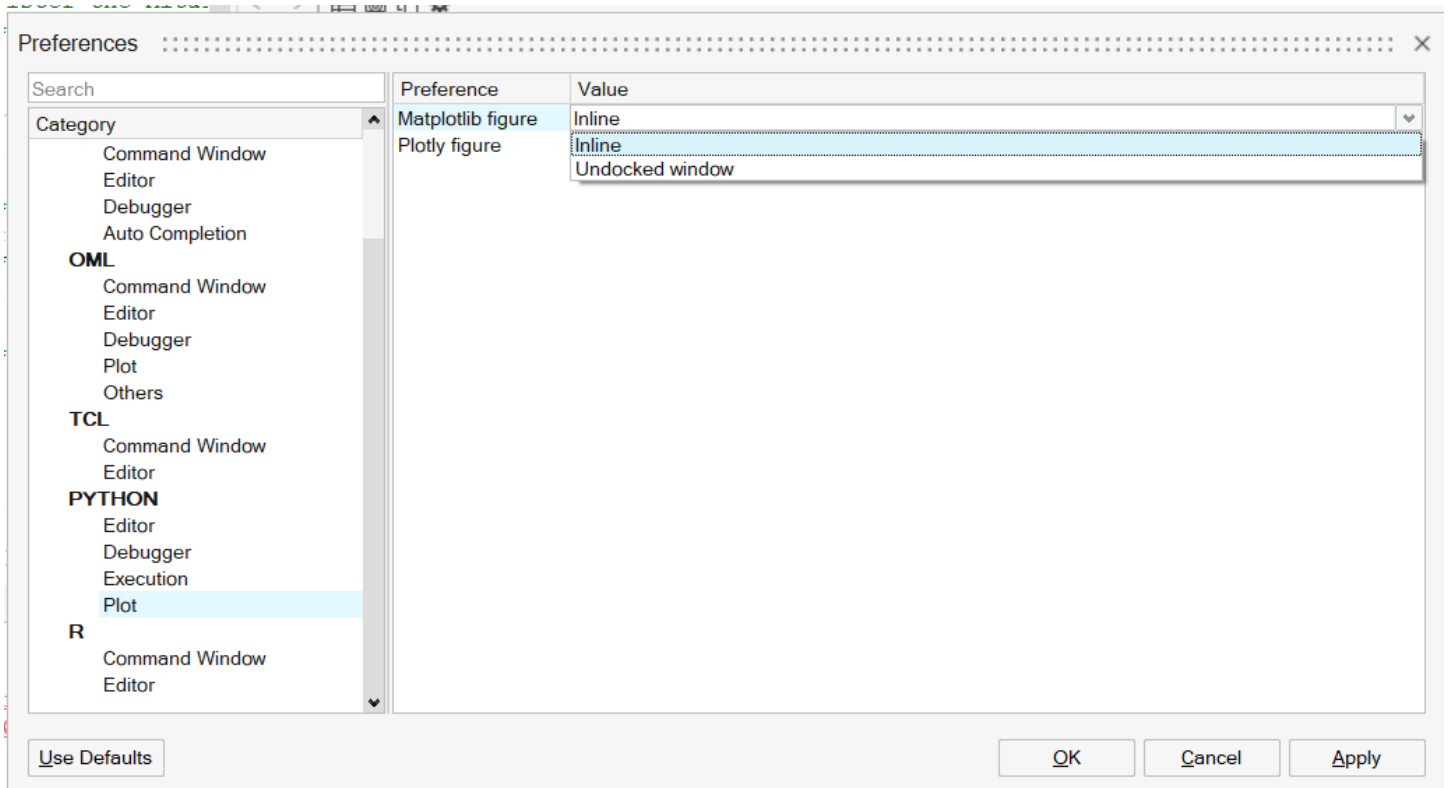 Preferences
Search
Category
Command Window
Editor
Debugger
Auto Completion
OML
Command Window
Editor
Debugger
Plot
Others
TCL
Command Window
Editor
PYTHON
Editor
Debugger
Execution
Plot
R
Command Window
Editor
Preference Value
Matplotlib figure Inline
Plotly figure
Inline
Undocked window
Use Defaults
OK
Cancel
Apply